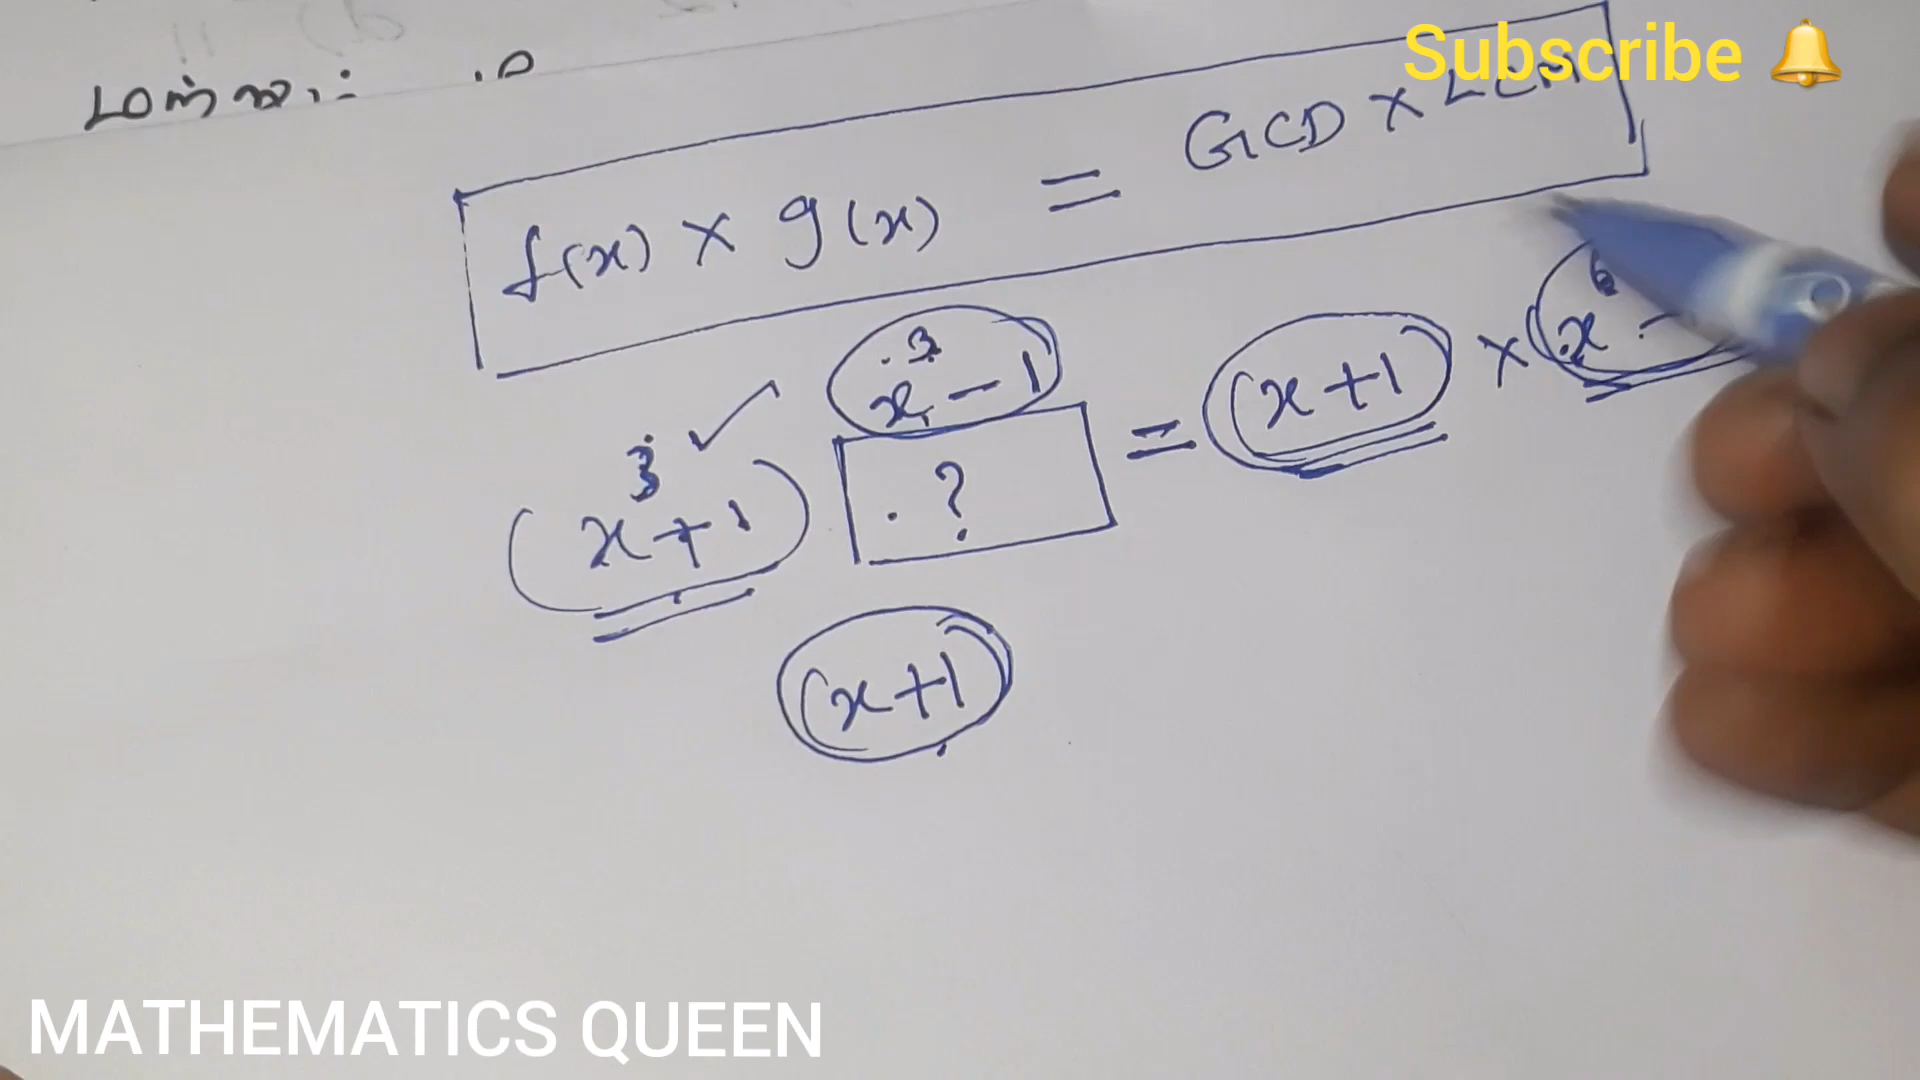 Subscribe 🔔
f(x) × g(x) = GCD × LCM
x³ - 1
(x³+1) ? = (x+1) × x⁶ -
(x+1)
MATHEMATICS QUEEN